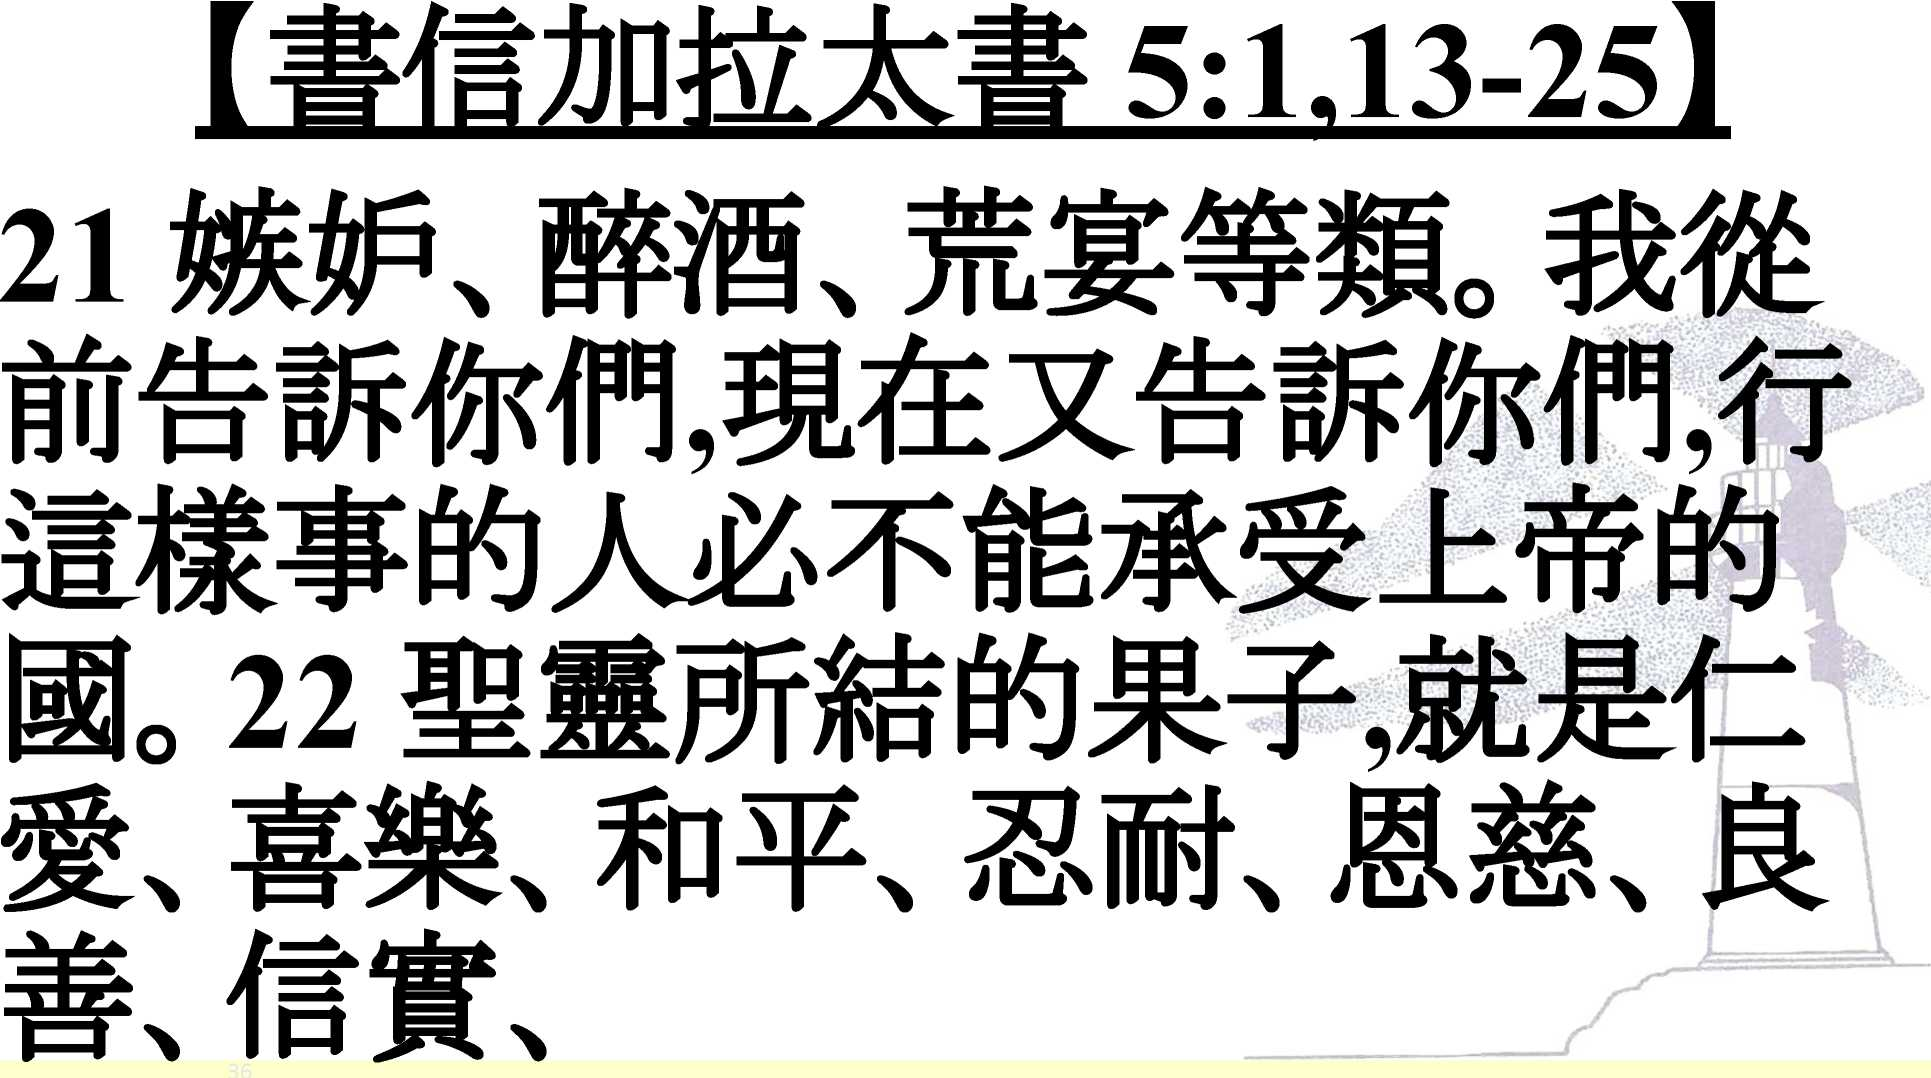 【書信加拉太書 5:1,13-25】
21 嫉妒、醉酒、荒宴等類。我從
前告訴你們,現在又告訴你們,行
這樣事的人必不能承受上帝的
國。22 聖靈所結的果子,就是仁
愛、喜樂、和平、忍耐、恩慈、良
善、信實、
36